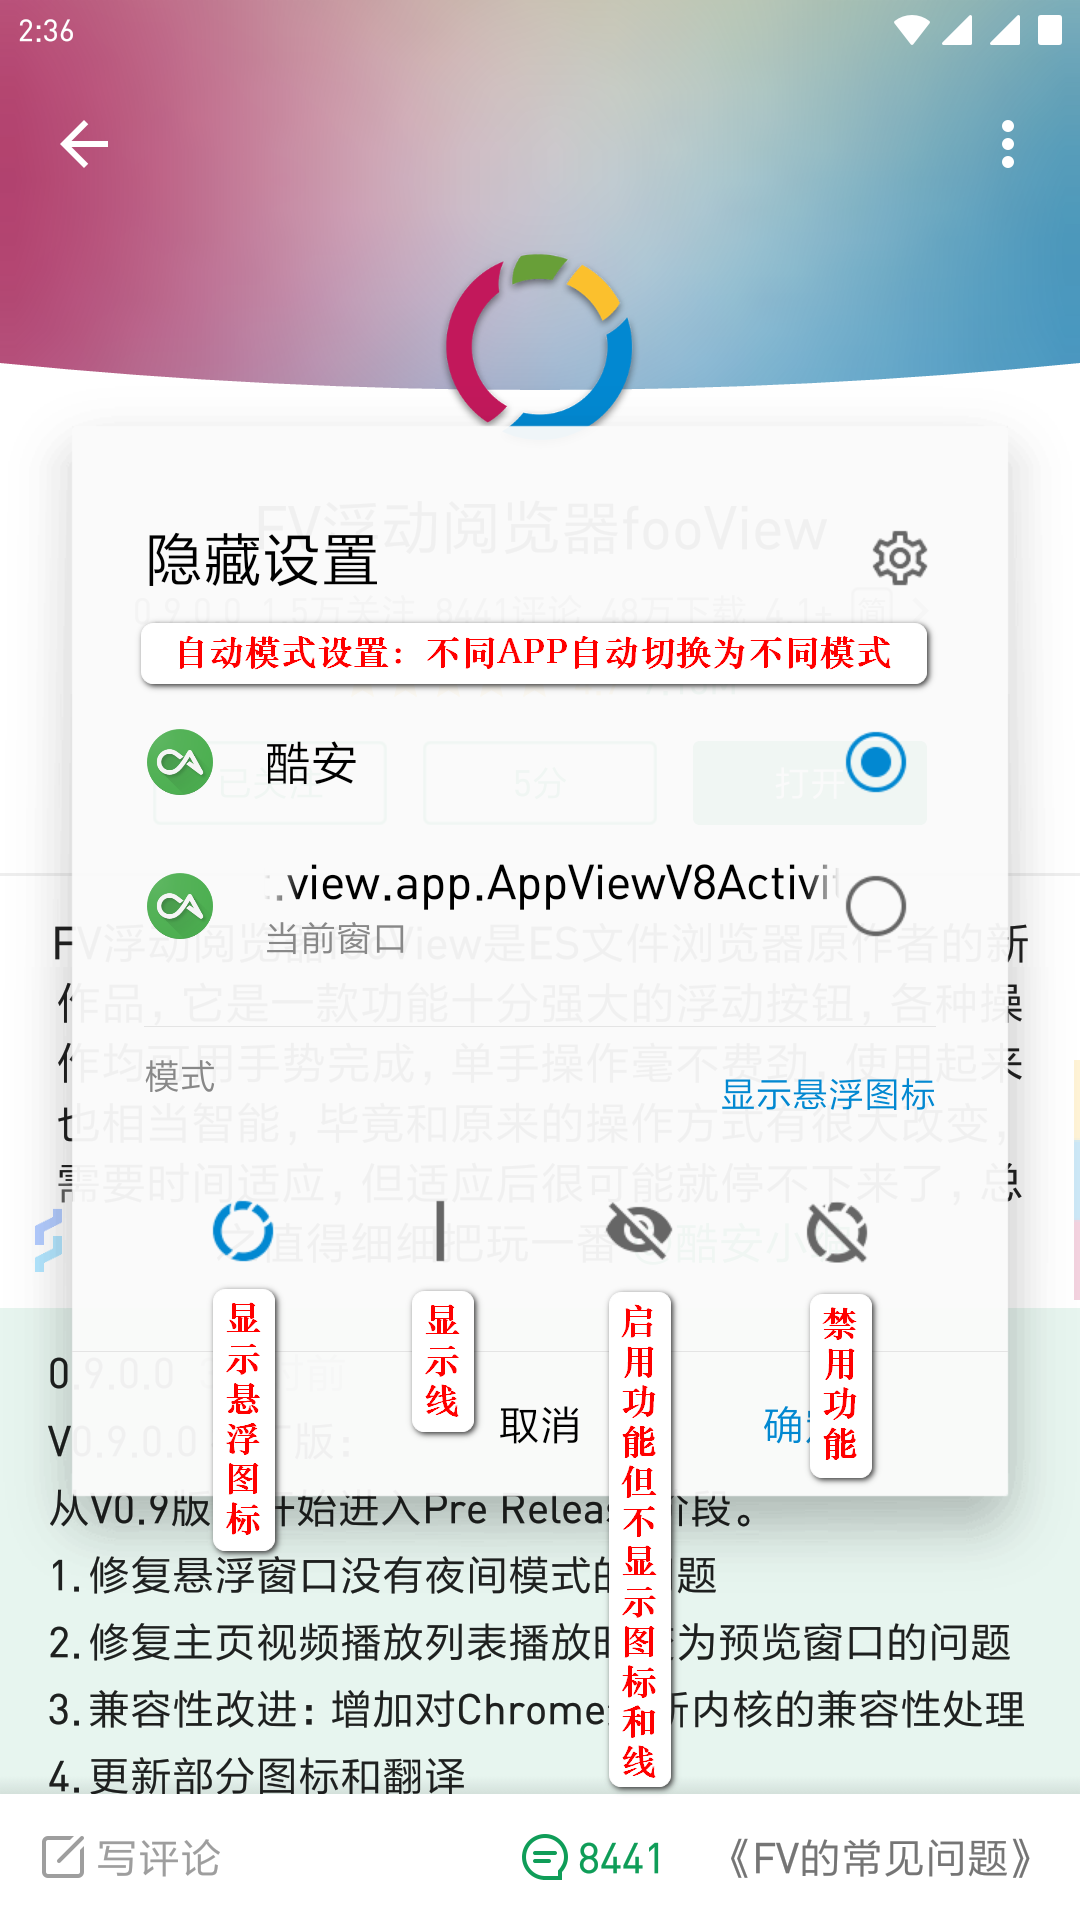 2:36
FV浮动阅览器fooView
隐藏设置
0.9.0.0 1.5万关注 8441评论 48万下载 4.1+ 简
自动模式设置：不同APP自动切换为不同模式
酷安
已关注
5分
打开
.view.app.AppViewV8Activi
当前窗口
FV浮动阅览器fooView是ES文件浏览器原作者的新
作品，它是一款功能十分强大的浮动按钮，各种操
作均可用手势完成，单手操作毫不费劲，使用起来
模式
显示悬浮图标
也相当智能，毕竟和原来的操作方式有很大改变，
需要时间适应，但适应后很可能就停不下来了，总
之值得细细把玩一番
酷安小
显示悬浮图标
显示线
启用功能但不显示图标和线
禁用功能
0.9.0.0
V0.9.0.0
版：
取消
确
从V0.9版 开始进入Pre Relea 阶段。
1.修复悬浮窗口没有夜间模式的 题
2.修复主页视频播放列表播放时 为预览窗口的问题
3.兼容性改进：增加对Chrome 新内核的兼容性处理
4.更新部分图标和翻译
写评论
8441
《FV的常见问题》